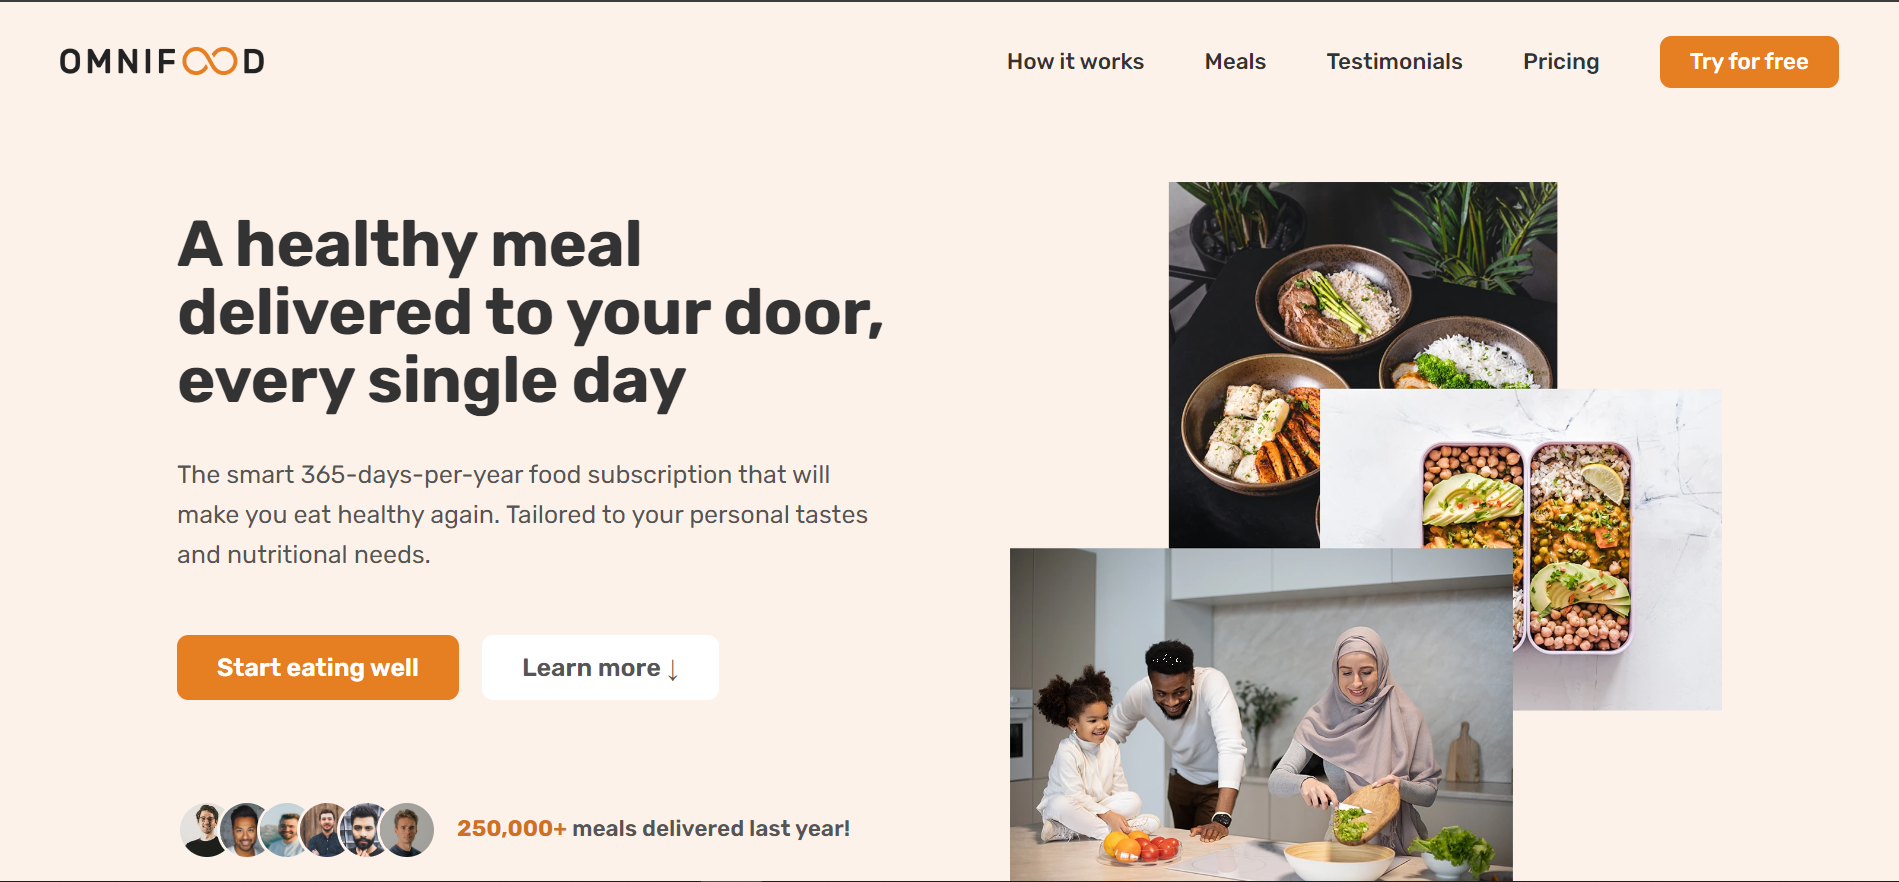 OMNIFOOD
How it works Meals Testimonials Pricing Try for free
A healthy meal
delivered to your door,
every single day
The smart 365-days-per-year food subscription that will
make you eat healthy again. Tailored to your personal tastes
and nutritional needs.
Start eating well Learn more ↓
250,000+ meals delivered last year!